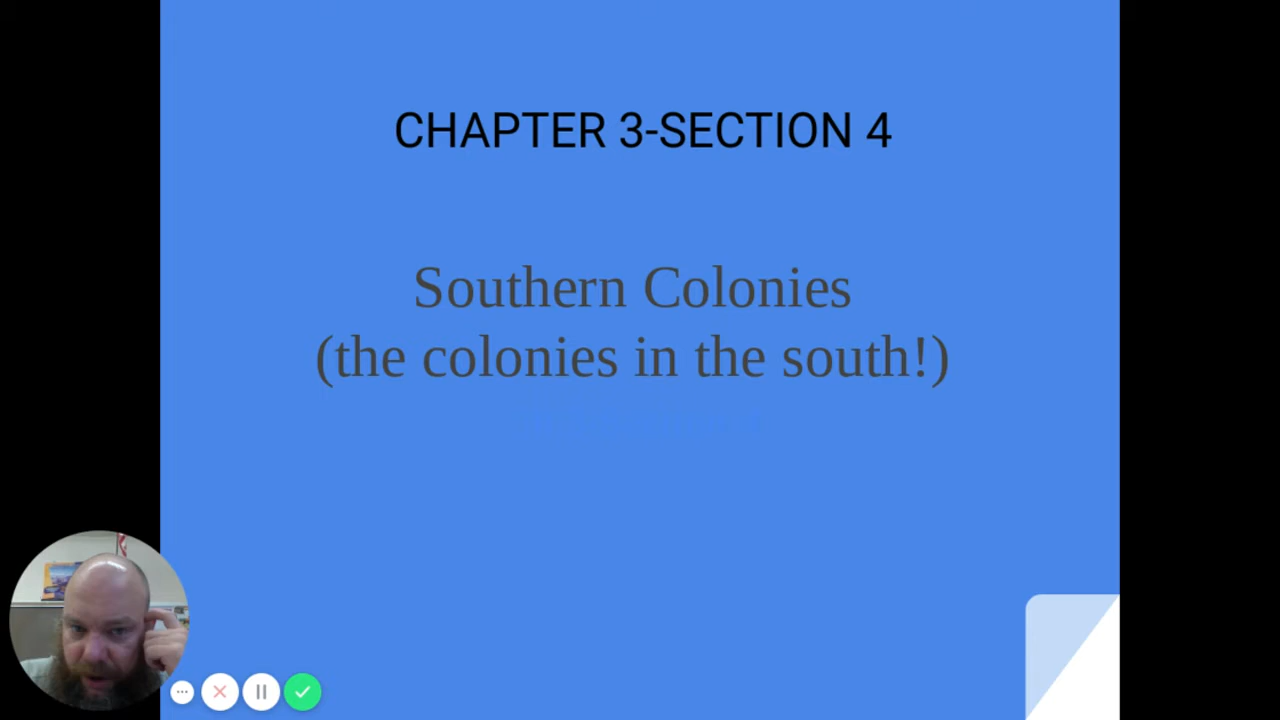 CHAPTER 3-SECTION 4
Southern Colonies
(the colonies in the south!)